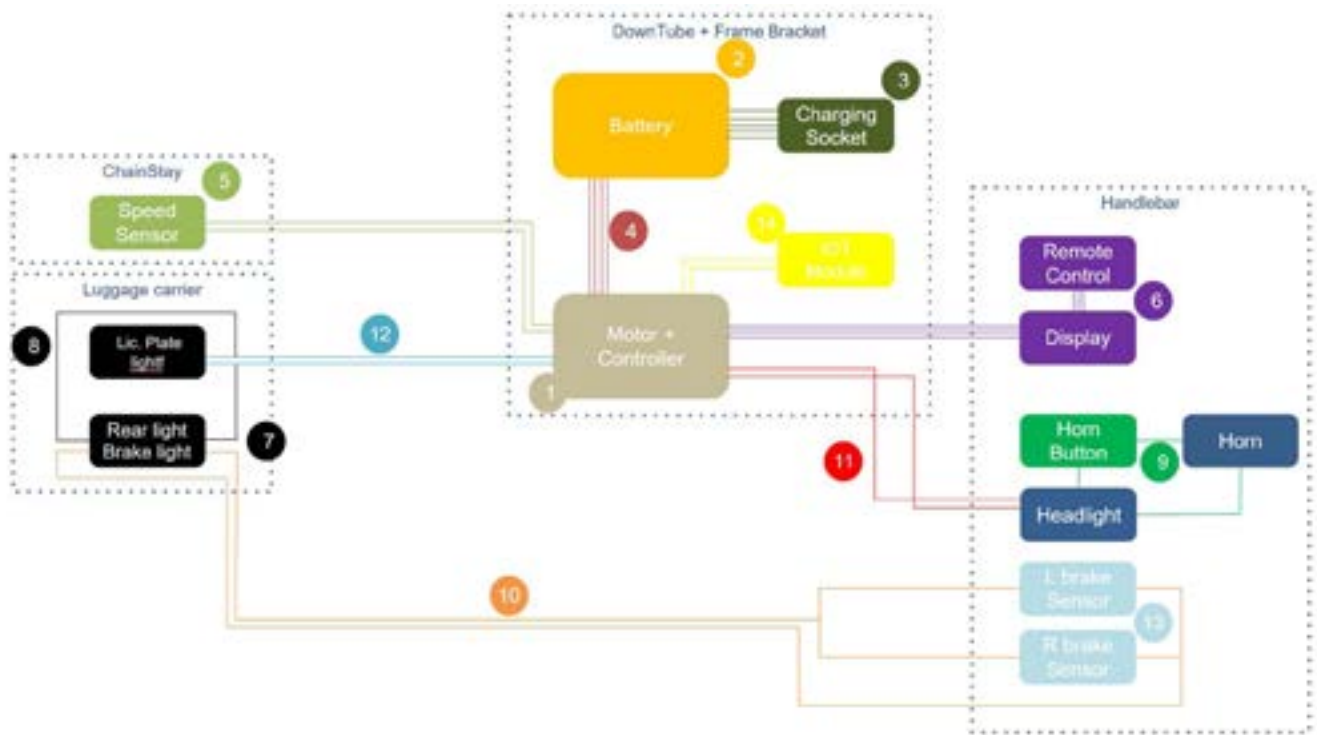 DownTube + Frame Bracket
2
3
Battery
Charging
Socket
ChainStay
5
Speed
Sensor
4
14
IOT
Module
Handlebar
Remote
Control
6
Display
Luggage carrier
8
Lic. Plate
lightf
12
Motor +
Controller
1
Rear light
Brake light
7
11
Horn
Button
9
Horn
Headlight
10
L brake
Sensor
13
R brake
Sensor